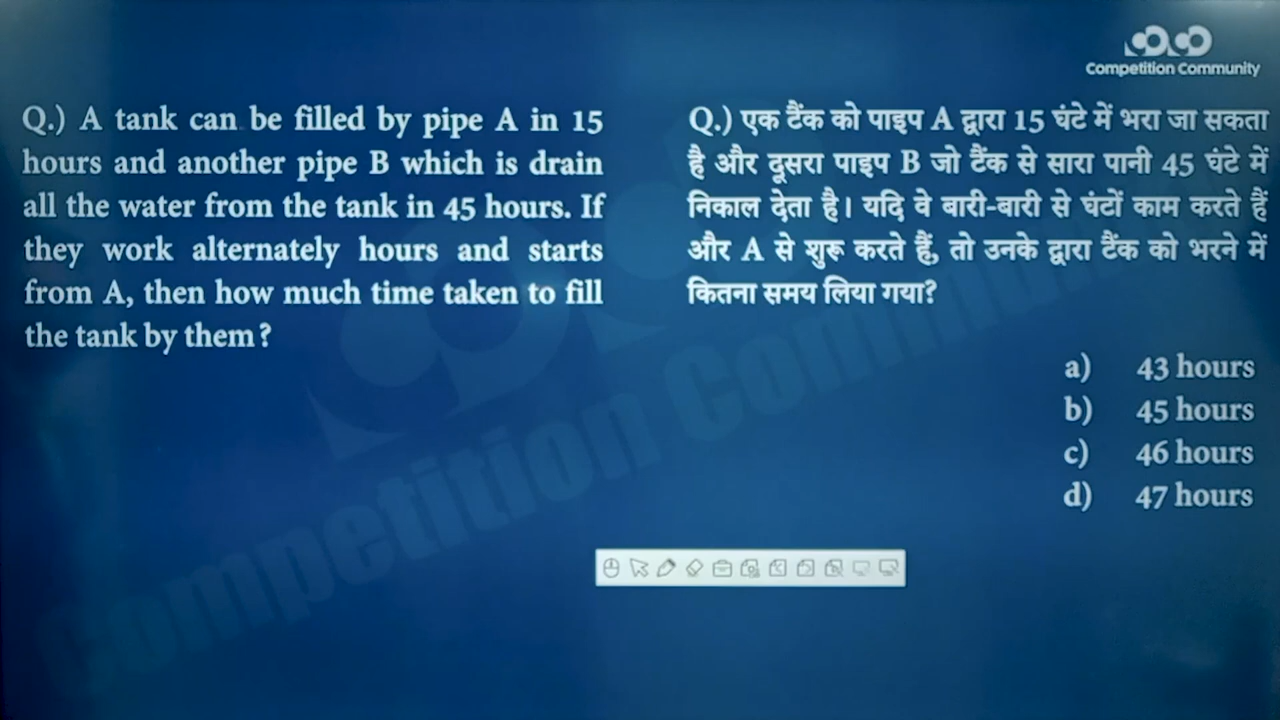 Competition Community
Q.) A tank can be filled by pipe A in 15
hours and another pipe B which is drain
all the water from the tank in 45 hours. If
they work alternately hours and starts
from A, then how much time taken to fill
the tank by them?
Q.) एक टैंक को पाइप A द्वारा 15 घंटे में भरा जा सकता
है और दूसरा पाइप B जो टैंक से सारा पानी 45 घंटे में
निकाल देता है। यदि वे बारी-बारी से घंटों काम करते हैं
और A से शुरू करते हैं, तो उनके द्वारा टैंक को भरने में
कितना समय लिया गया?
a) 43 hours
b) 45 hours
c) 46 hours
d) 47 hours
Competition Community